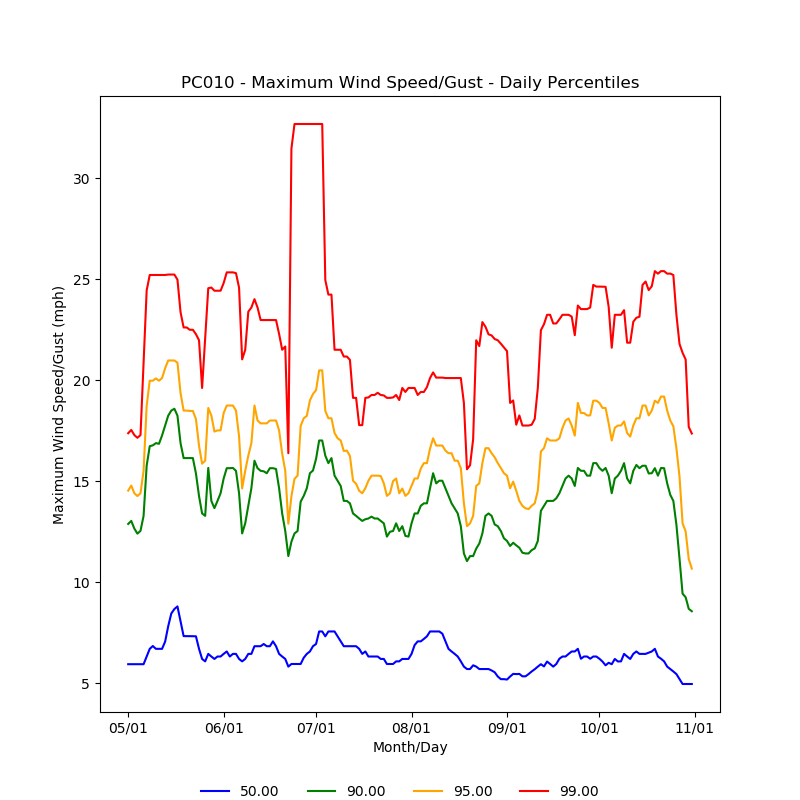 PC010 - Maximum Wind Speed/Gust - Daily Percentiles
Maximum Wind Speed/Gust (mph)
30
25
20
15
10
5
05/01 06/01 07/01 08/01 09/01 10/01 11/01
Month/Day
50.00 90.00 95.00 99.00